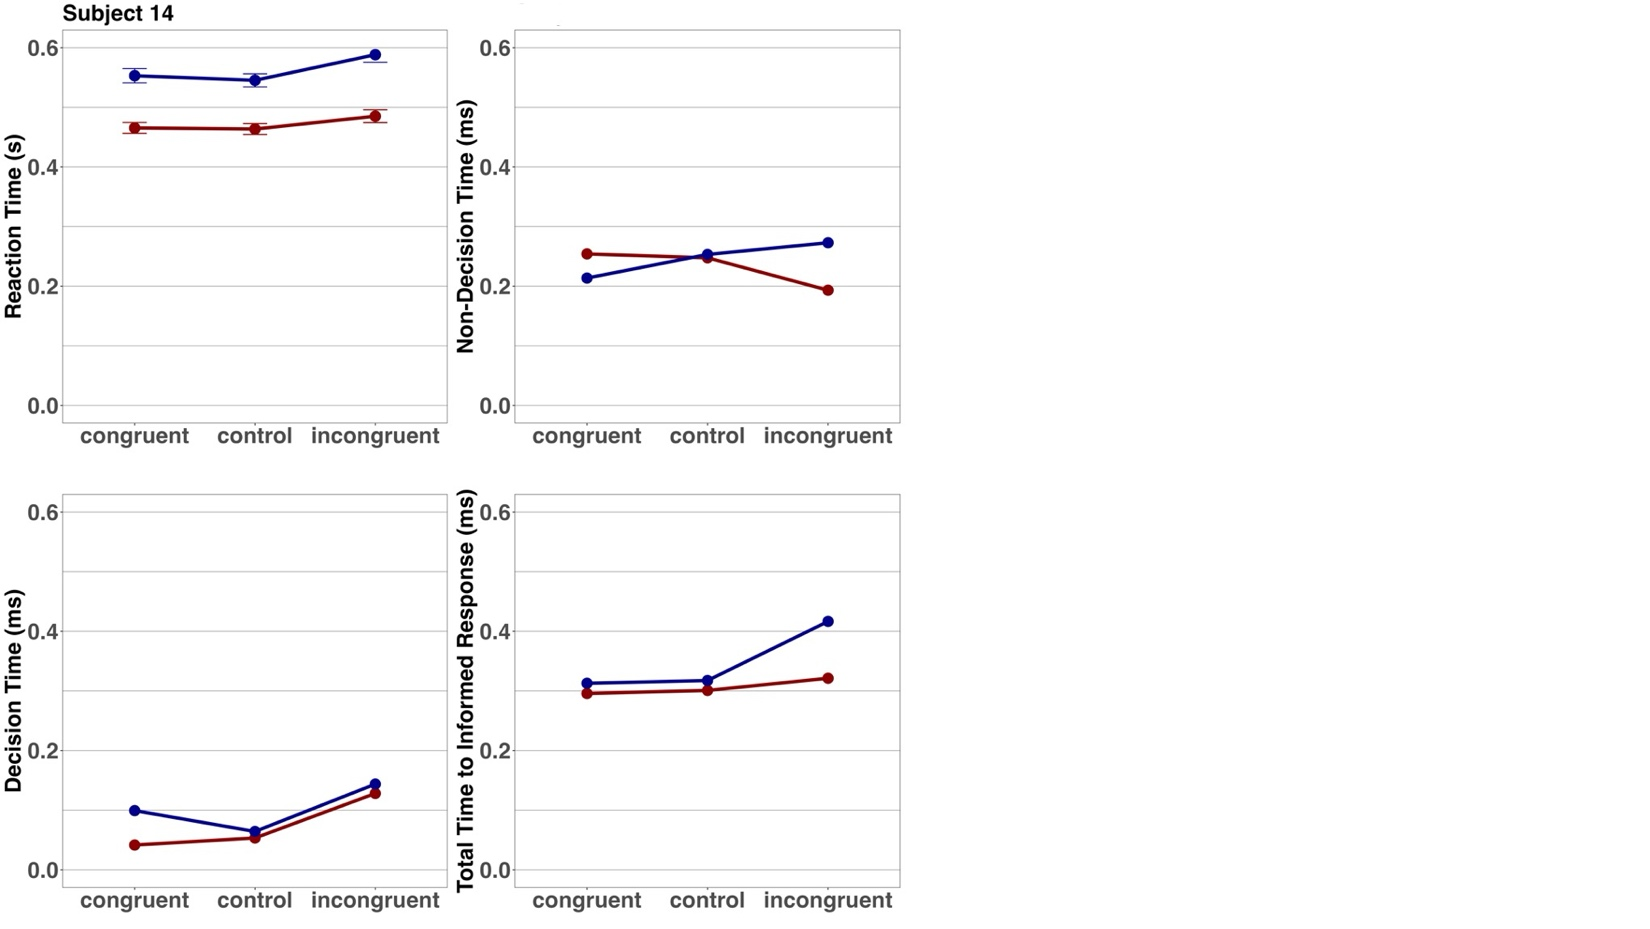 Subject 14
Reaction Time (s)
0.6
0.4
0.2
0.0
congruent control incongruent
Non-Decision Time (ms)
0.6
0.4
0.2
0.0
congruent control incongruent
Decision Time (ms)
0.6
0.4
0.2
0.0
congruent control incongruent
Total Time to Informed Response (ms)
0.6
0.4
0.2
0.0
congruent control incongruent